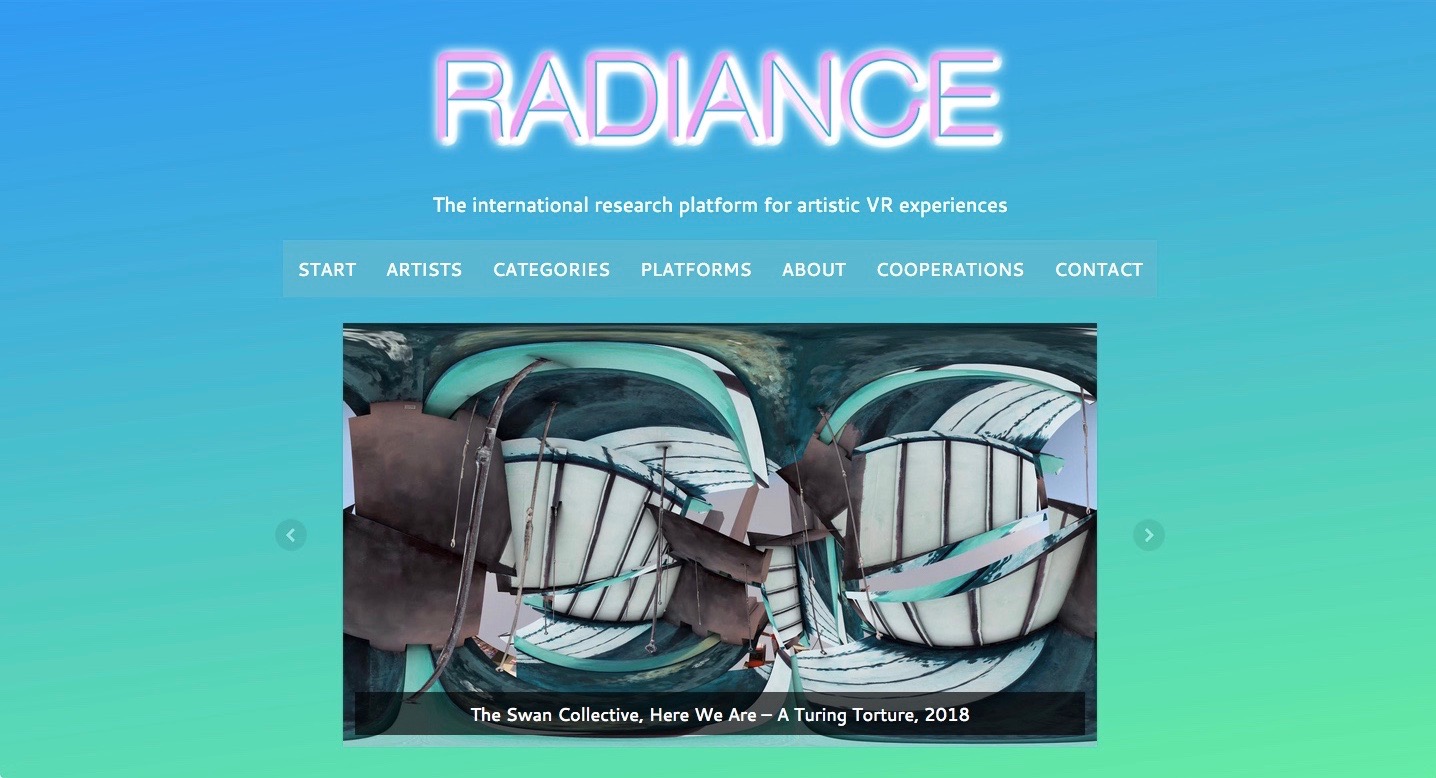 RADIANCE
The international research platform for artistic VR experiences
START ARTISTS CATEGORIES PLATFORMS ABOUT COOPERATIONS CONTACT
The Swan Collective, Here We Are – A Turing Torture, 2018